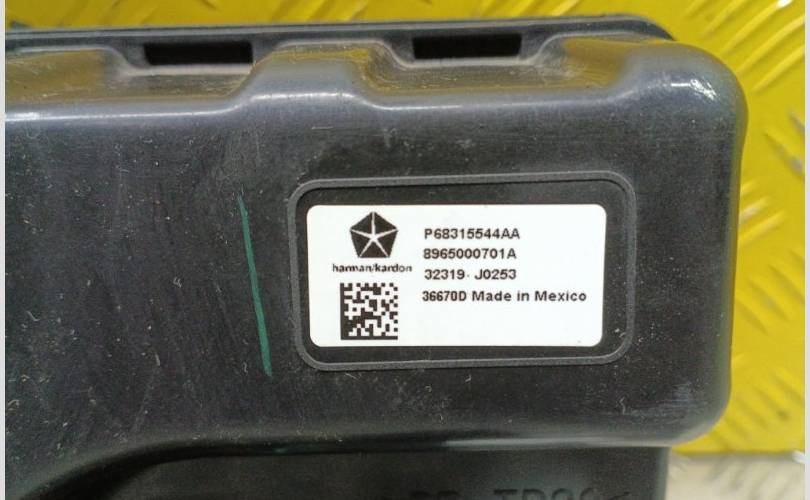 P68315544AA
8965000701A
harman/kardon
32319- J0253
36670D Made in Mexico